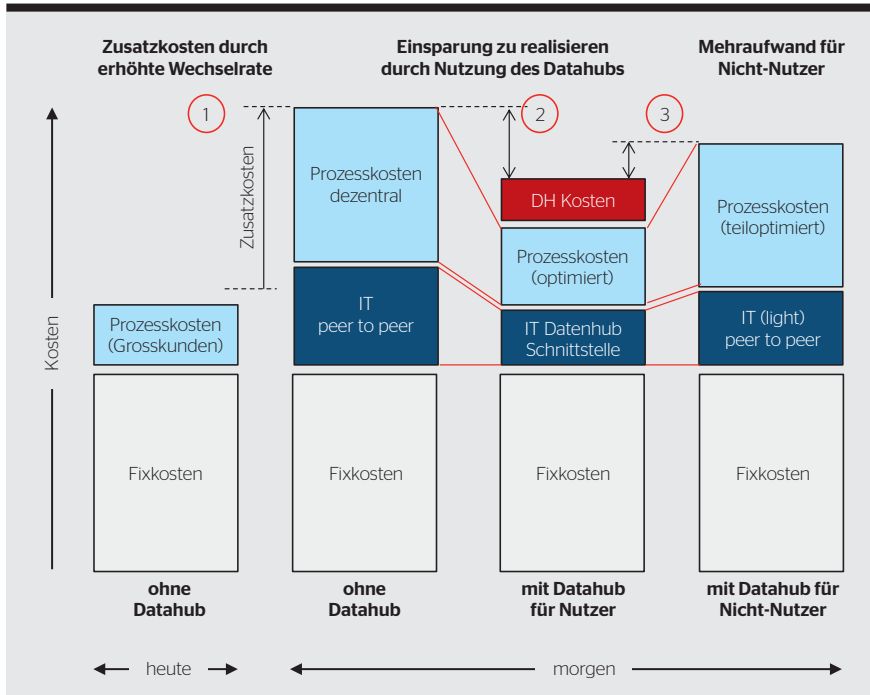 Zusatzkosten durch
erhöhte Wechselrate
Einsparung zu realisieren
durch Nutzung des Datahubs
Mehraufwand für
Nicht-Nutzer
1
2
3
Kosten
Zusatzkosten
Prozesskosten
(Grosskunden)
Fixkosten
Prozesskosten
dezentral
IT
peer to peer
Fixkosten
DH Kosten
Prozesskosten
(optimiert)
IT Datenhub
Schnittstelle
Fixkosten
Prozesskosten
(teiloptimiert)
IT (light)
peer to peer
Fixkosten
ohne
Datahub
ohne
Datahub
mit Datahub
für Nutzer
mit Datahub für
Nicht-Nutzer
heute
morgen